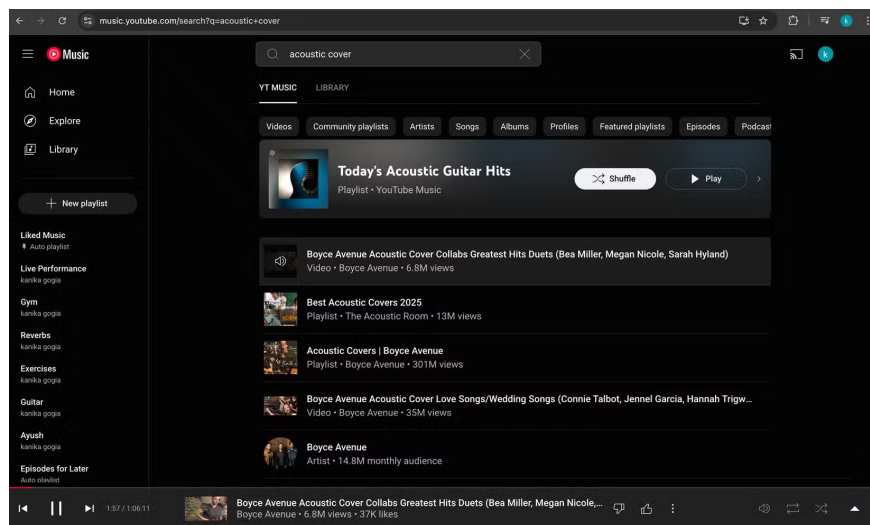 music.youtube.com/search?q=acoustic+cover
k
Music
acoustic cover
k
Home
Explore
Library
New playlist
Liked Music
Auto playlist
Live Performance
kanika gogia
Gym
kanika gogia
Reverbs
kanika gogia
Exercises
kanika gogia
Guitar
kanika gogia
Ayush
kanika gogia
Episodes for Later
Auto playlist
YT MUSIC LIBRARY
Videos Community playlists Artists Songs Albums Profiles Featured playlists Episodes Podcast
Today's Acoustic Guitar Hits
Playlist • YouTube Music
Shuffle Play
Boyce Avenue Acoustic Cover Collabs Greatest Hits Duets (Bea Miller, Megan Nicole, Sarah Hyland)
Video • Boyce Avenue • 6.8M views
Best Acoustic Covers 2025
Playlist • The Acoustic Room • 13M views
Acoustic Covers | Boyce Avenue
Playlist • Boyce Avenue • 301M views
Boyce Avenue Acoustic Cover Love Songs/Wedding Songs (Connie Talbot, Jennel Garcia, Hannah Trigw...
Video • Boyce Avenue • 35M views
Boyce Avenue
Artist • 14.8M monthly audience
1:57 / 1:06:11
Boyce Avenue Acoustic Cover Collabs Greatest Hits Duets (Bea Miller, Megan Nicole,...
Boyce Avenue • 6.8M views • 37K likes